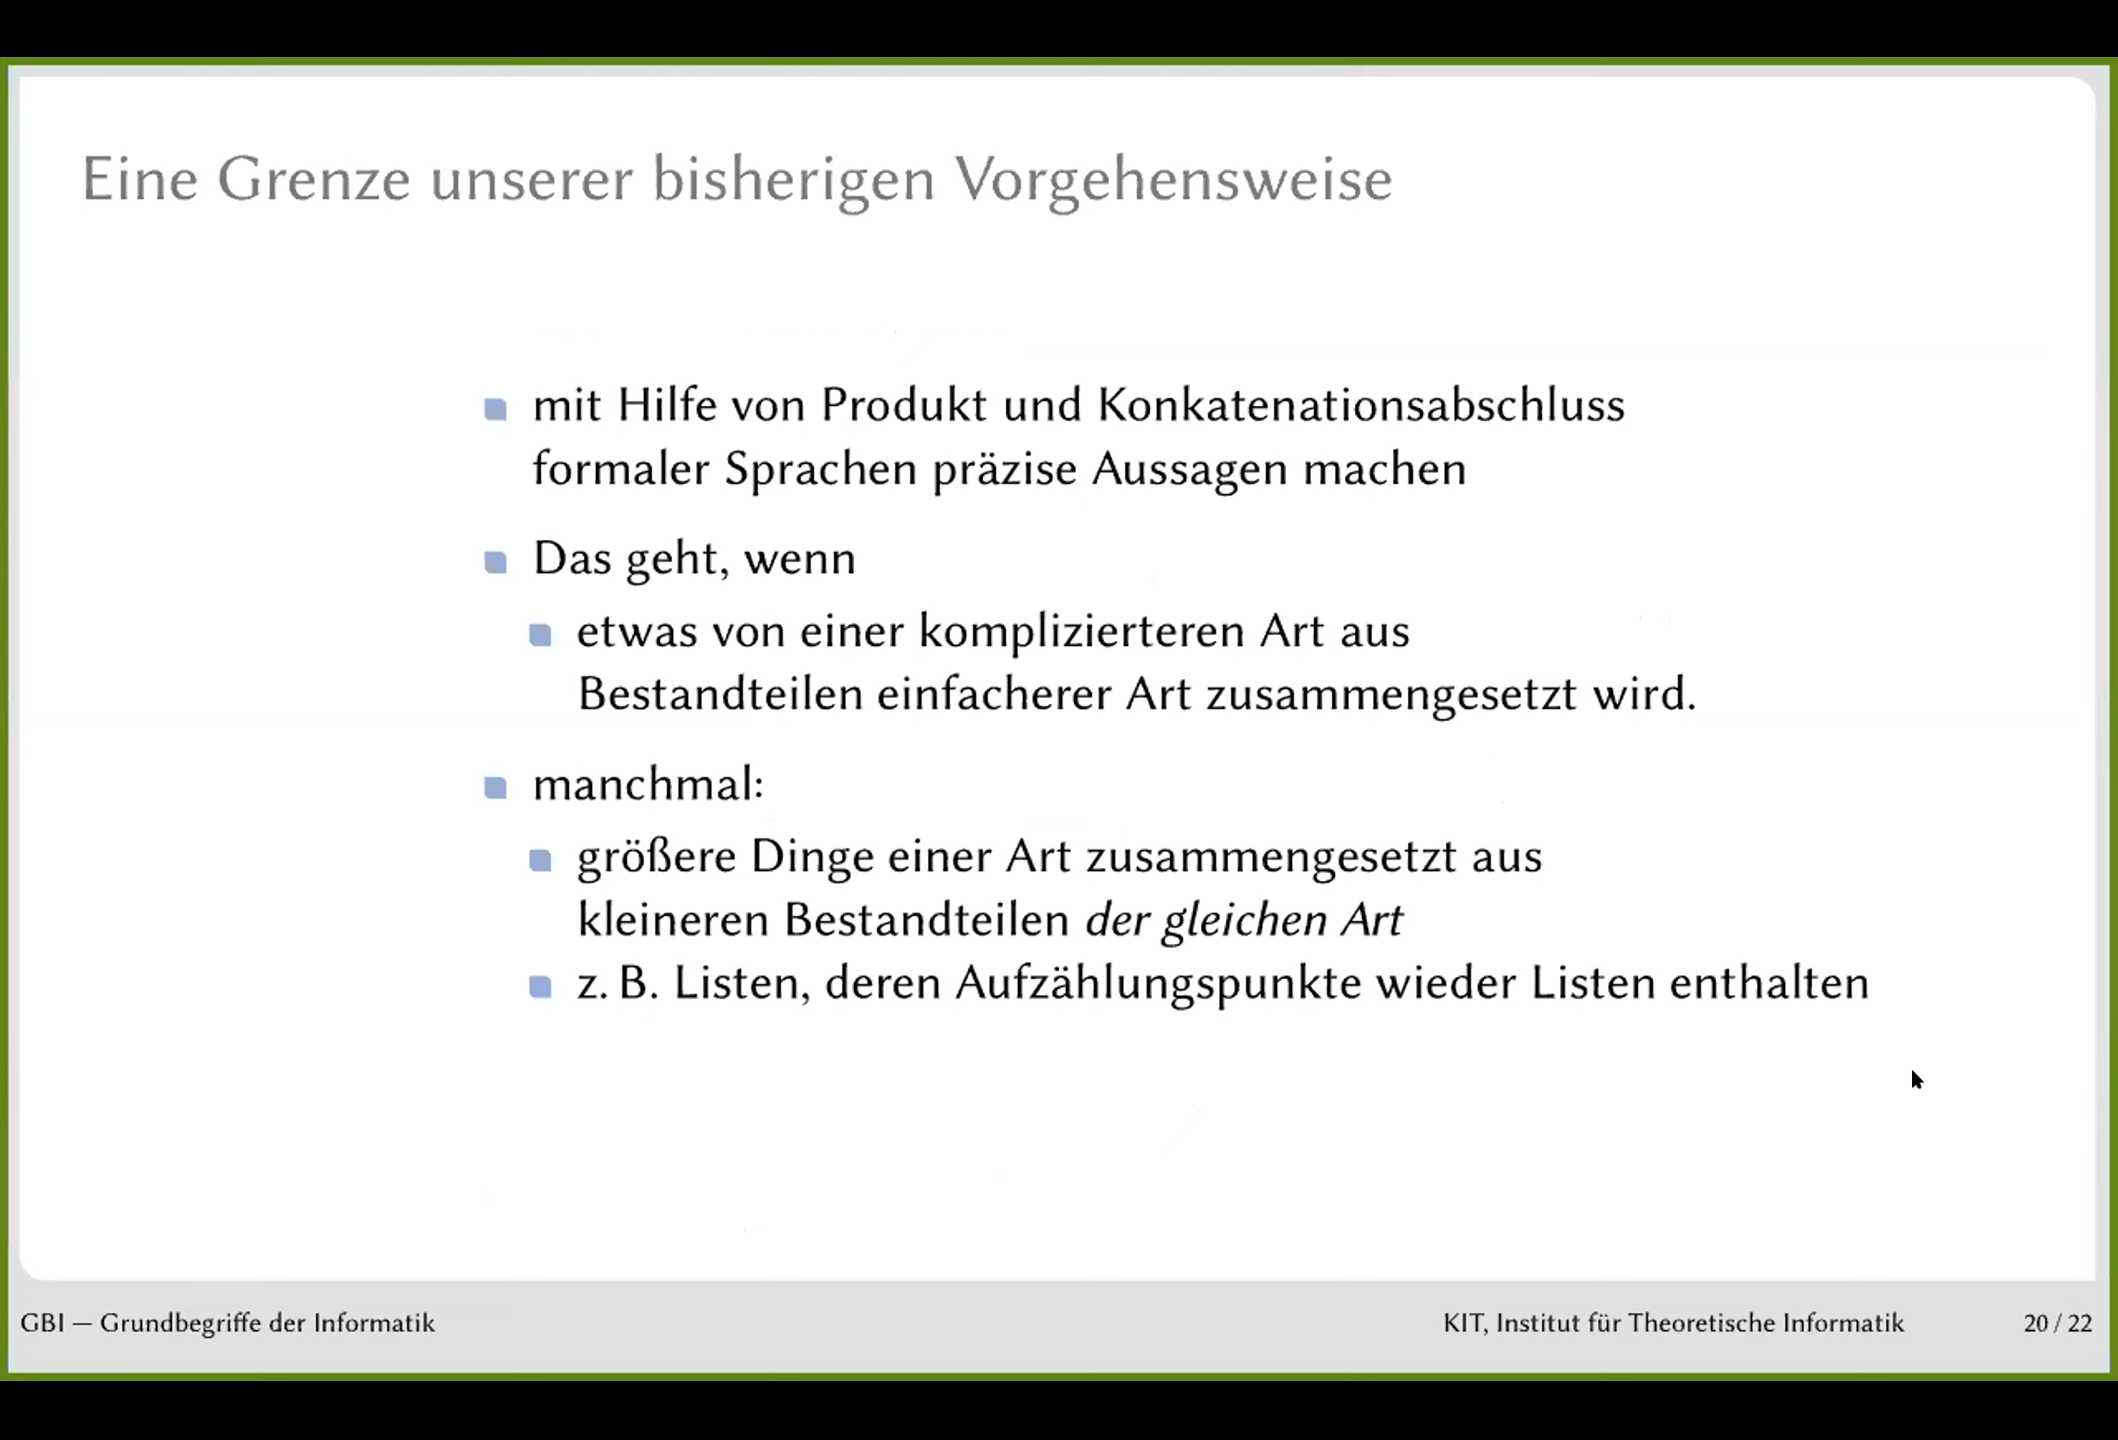 Eine Grenze unserer bisherigen Vorgehensweise
mit Hilfe von Produkt und Konkatenationsabschluss
formaler Sprachen präzise Aussagen machen
Das geht, wenn
etwas von einer komplizierteren Art aus
Bestandteilen einfacherer Art zusammengesetzt wird.
manchmal:
größere Dinge einer Art zusammengesetzt aus
kleineren Bestandteilen der gleichen Art
z. B. Listen, deren Aufzählungspunkte wieder Listen enthalten
GBI — Grundbegriffe der Informatik
KIT, Institut für Theoretische Informatik
20 / 22